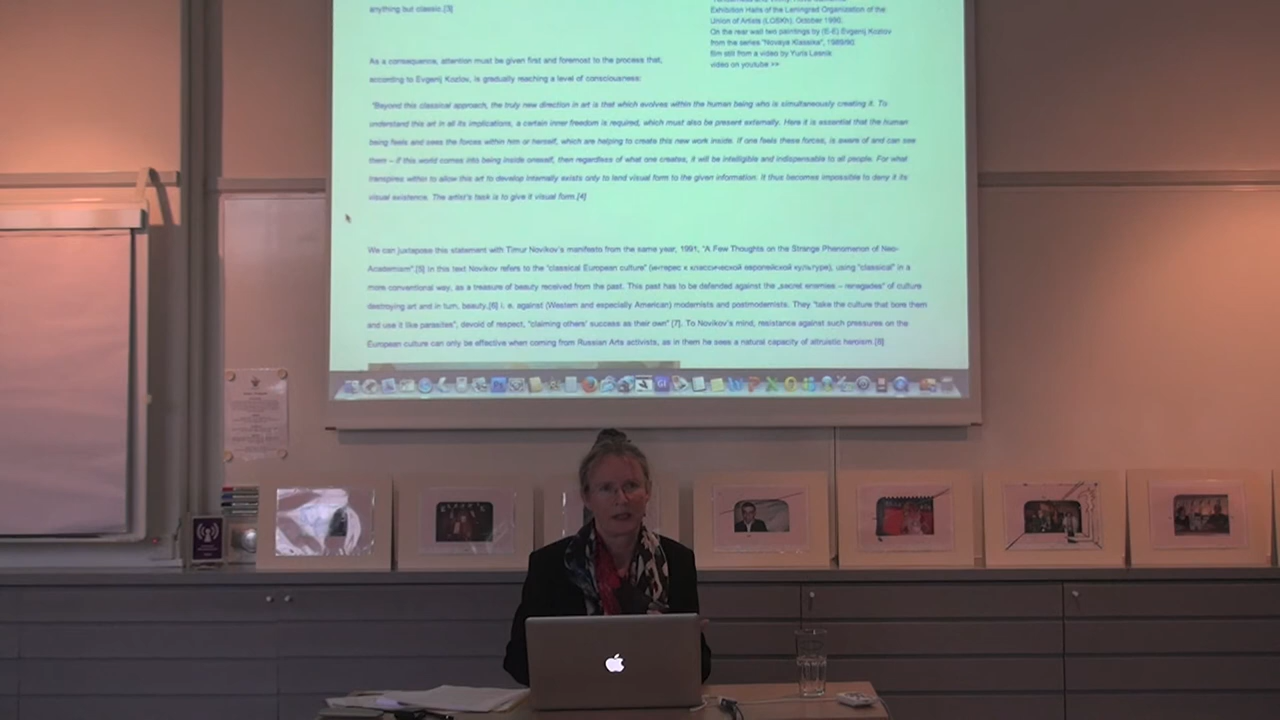 anything but classic.[3]
Exhibition Halls of the Leningrad Organization of the
Union of Artists (LOSKh), October 1990.
On the rear wall two paintings by (E-E) Evgenij Kozlov
from the series "Novaya Klassika", 1989/90.
film still from a video by Yuris Lesnik
video on youtube >>
As a consequence, attention must be given first and foremost to the process that,
according to Evgenij Kozlov, is gradually reaching a level of consciousness:
"Beyond this classical approach, the truly new direction in art is that which evolves within the human being who is simultaneously creating it. To
understand this art in all its implications, a certain inner freedom is required, which must also be present externally. Here it is essential that the human
being feels and sees the forces within him or herself, which are helping to create this new work inside. If one feels these forces, is aware of and can see
them – if this world comes into being inside oneself, then regardless of what one creates, it will be intelligible and indispensable to all people. For what
transpires within to allow this art to develop internally exists only to lend visual form to the given information. It thus becomes impossible to deny it its
visual existence. The artist's task is to give it visual form.[4]
We can juxtapose this statement with Timur Novikov's manifesto from the same year, 1991, "A Few Thoughts on the Strange Phenomenon of Neo-
Academism".[5] In this text Novikov refers to the "classical European culture" (интерес к классической европейской культуре), using "classical" in a
more conventional way, as a treasure of beauty received from the past. This past has to be defended against the „secret enemies – renegades" of culture
destroying art and in turn, beauty,[6] i. e. against (Western and especially American) modernists and postmodernists. They "take the culture that bore them
and use it like parasites", devoid of respect, "claiming others' success as their own" [7]. To Novikov's mind, resistance against such pressures on the
European culture can only be effective when coming from Russian Arts activists, as in them he sees a natural capacity of altruistic heroism.[8]